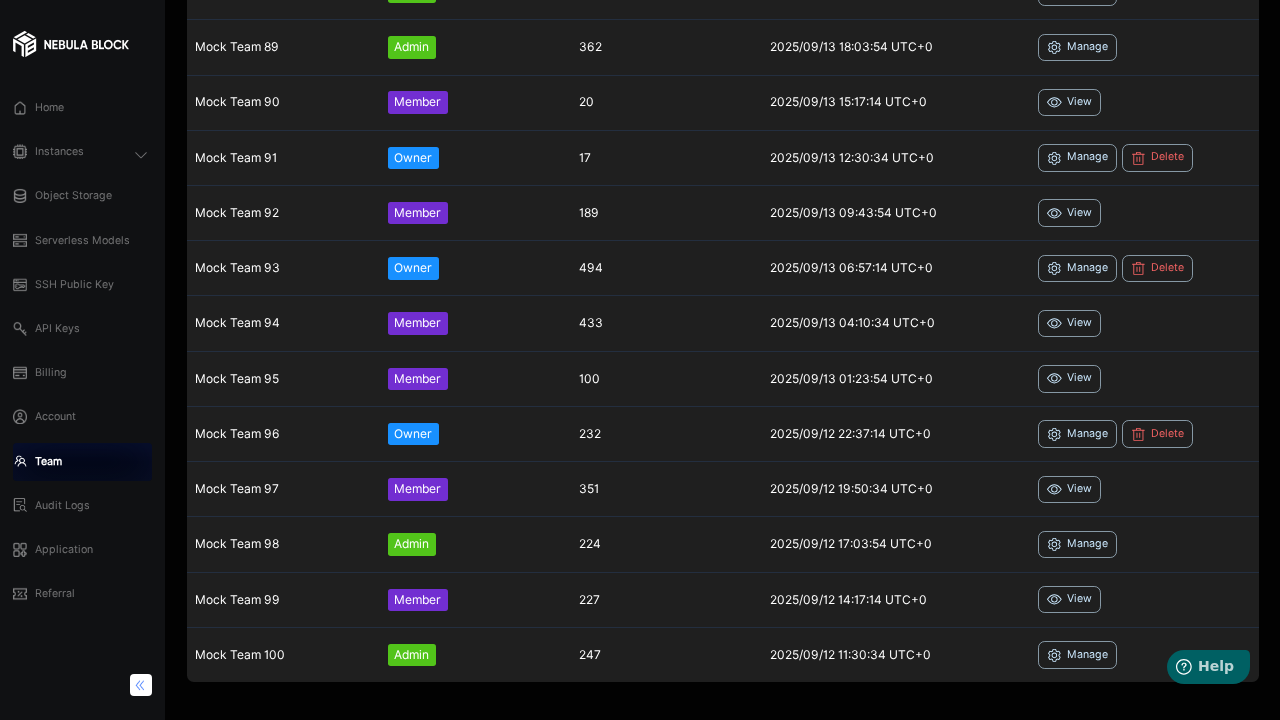 NEBULA BLOCK
Home
Instances
Object Storage
Serverless Models
SSH Public Key
API Keys
Billing
Account
Team
Audit Logs
Application
Referral
Mock Team 89 Admin 362 2025/09/13 18:03:54 UTC+0 Manage
Mock Team 90 Member 20 2025/09/13 15:17:14 UTC+0 View
Mock Team 91 Owner 17 2025/09/13 12:30:34 UTC+0 Manage Delete
Mock Team 92 Member 189 2025/09/13 09:43:54 UTC+0 View
Mock Team 93 Owner 494 2025/09/13 06:57:14 UTC+0 Manage Delete
Mock Team 94 Member 433 2025/09/13 04:10:34 UTC+0 View
Mock Team 95 Member 100 2025/09/13 01:23:54 UTC+0 View
Mock Team 96 Owner 232 2025/09/12 22:37:14 UTC+0 Manage Delete
Mock Team 97 Member 351 2025/09/12 19:50:34 UTC+0 View
Mock Team 98 Admin 224 2025/09/12 17:03:54 UTC+0 Manage
Mock Team 99 Member 227 2025/09/12 14:17:14 UTC+0 View
Mock Team 100 Admin 247 2025/09/12 11:30:34 UTC+0 Manage
Help